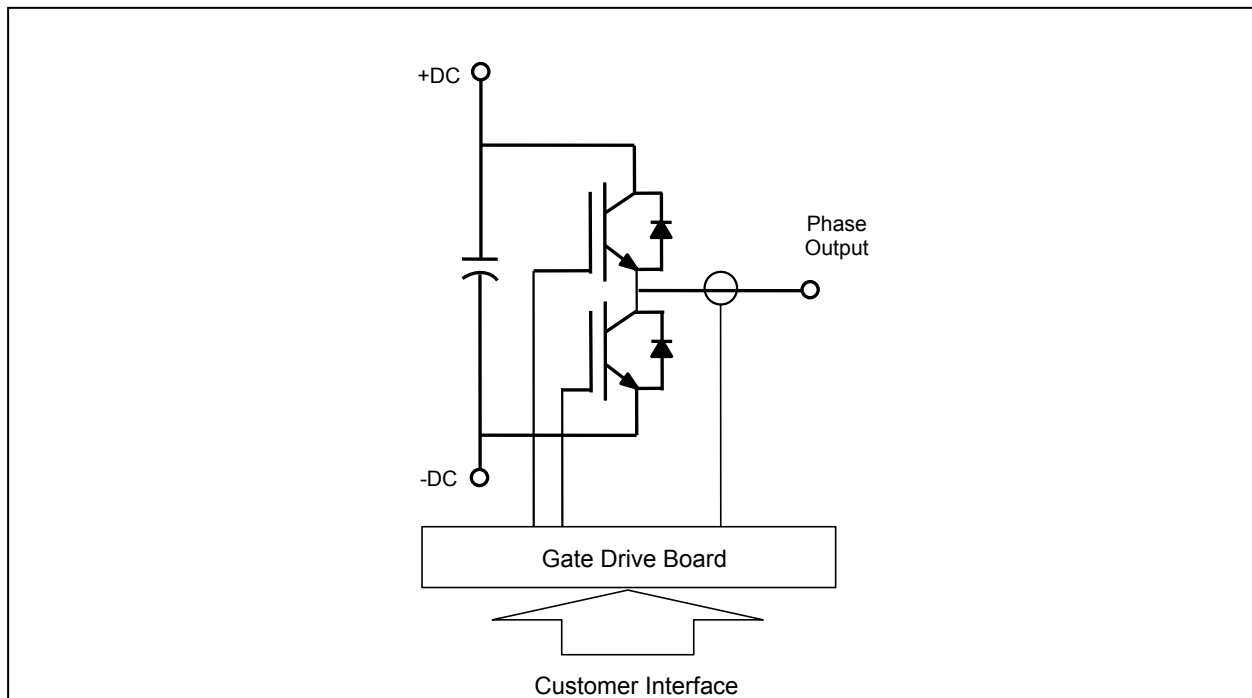 +DC
Phase
Output
-DC
Gate Drive Board
Customer Interface